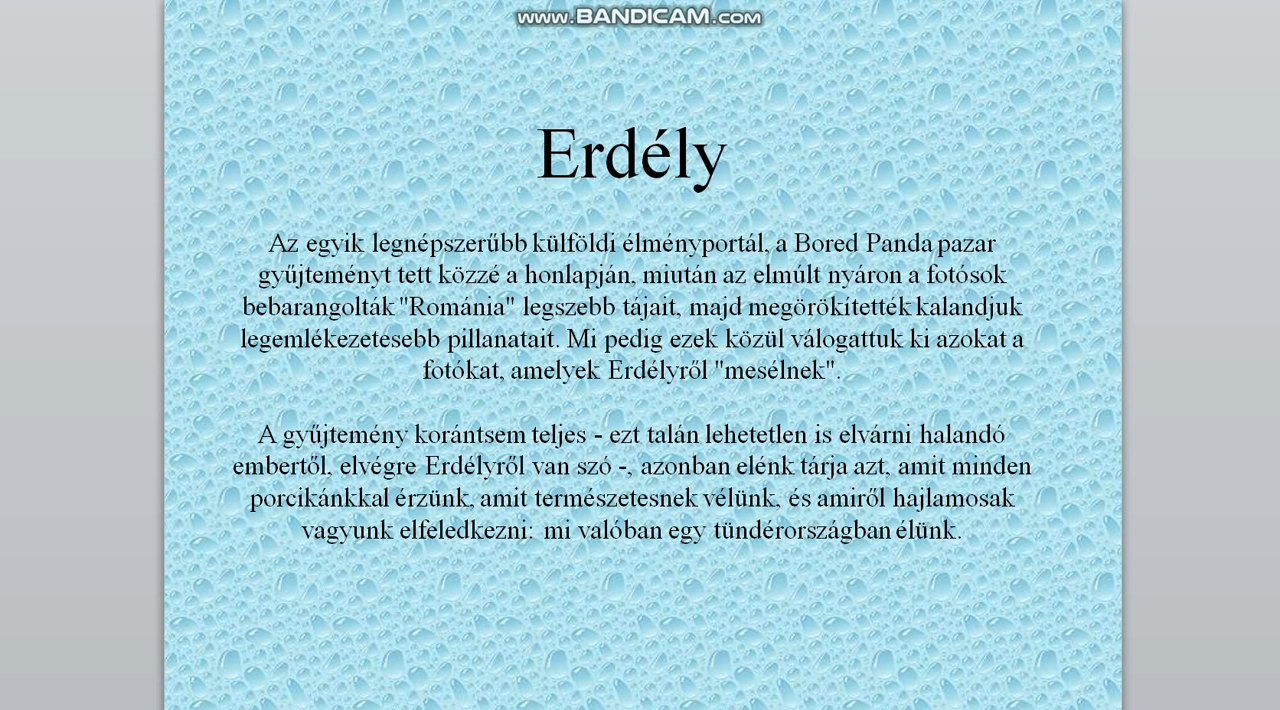 www.BANDICAM.com
Erdély
Az egyik legnépszerűbb külföldi élményportál, a Bored Panda pazar
gyűjteményt tett közzé a honlapján, miután az elmúlt nyáron a fotósok
bebarangolták "Románia" legszebb tájait, majd megörökítették kalandjuk
legemlékezetesebb pillanatait. Mi pedig ezek közül válogattuk ki azokat a
fotókat, amelyek Erdélyről "mesélnek".
A gyűjtemény korántsem teljes - ezt talán lehetetlen is elvárni halandó
embertől, elvégre Erdélyről van szó -, azonban elénk tárja azt, amit minden
porcikánkkal érzünk, amit természetesnek vélünk, és amiről hajlamosak
vagyunk elfeledkezni: mi valóban egy tündérországban élünk.